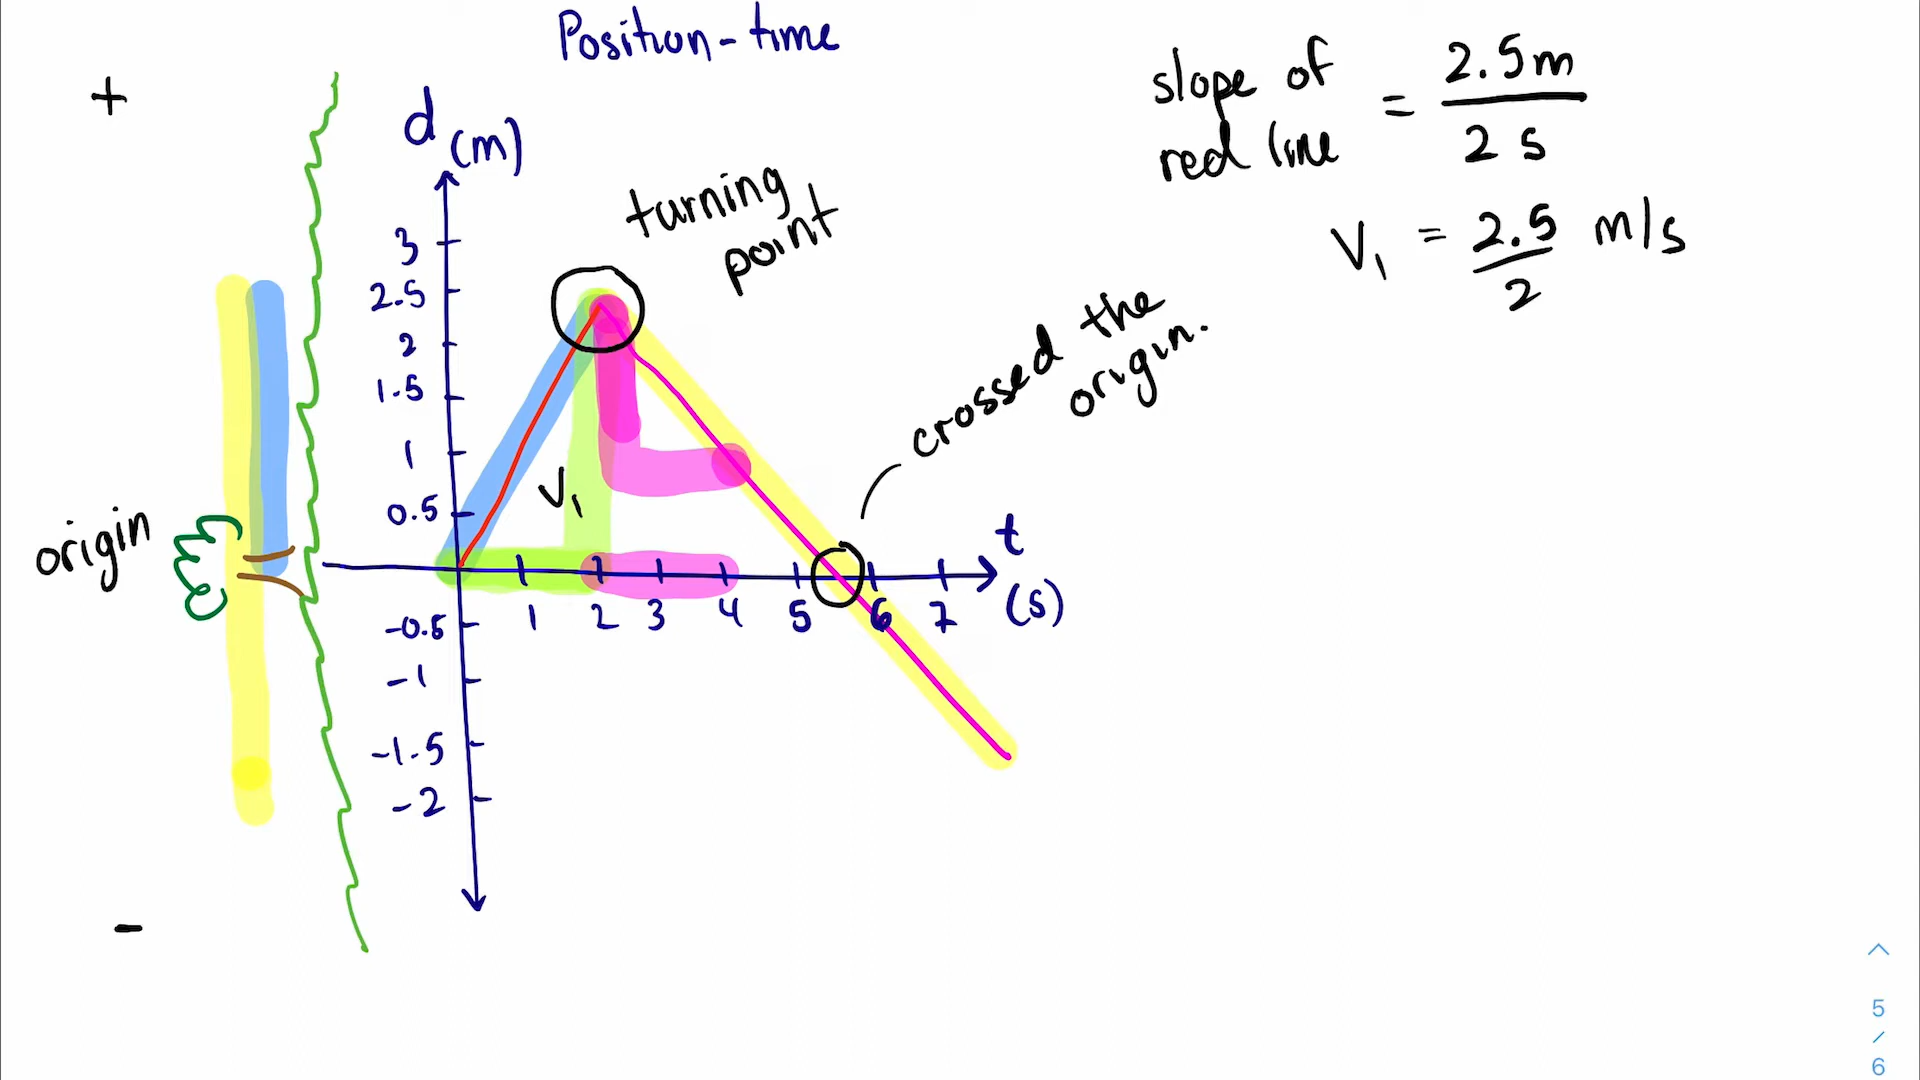 Position-time
+
d (m)
turning
point
slope of
red line
= 2.5m
2 s
V1 = 2.5 m/s
2
3
2.5
2
1.5
1
0.5
-0.5
-1
-1.5
-2
V1
crossed the
origin.
origin
t
(s)
1 2 3 4 5 6 7
-
5
/
6